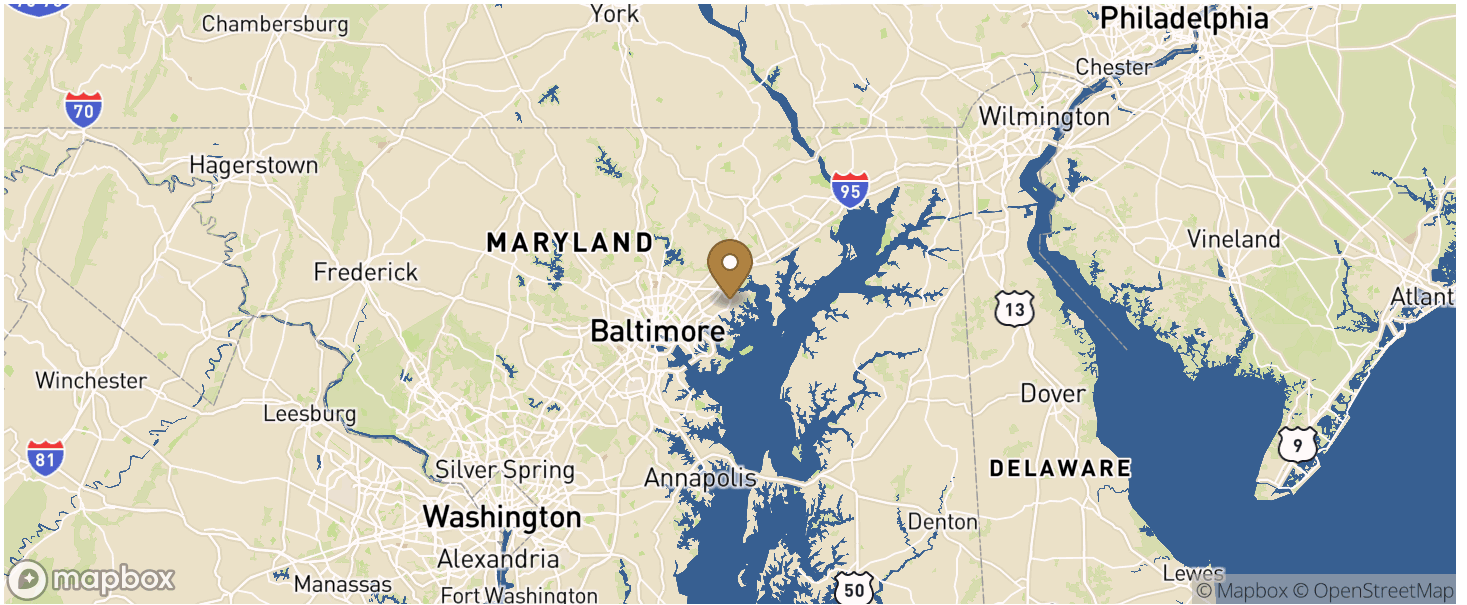 Chambersburg
York
Philadelphia
Chester
70
Wilmington
Hagerstown
95
MARYLAND
Vineland
Frederick
Atlant
13
Baltimore
Winchester
Dover
Leesburg
9
81
Silver Spring
Annapolis
DELAWARE
Washington
Denton
Alexandria
Lewes
Manassas
Fort Washington
50
mapbox
© Mapbox © OpenStreetMap